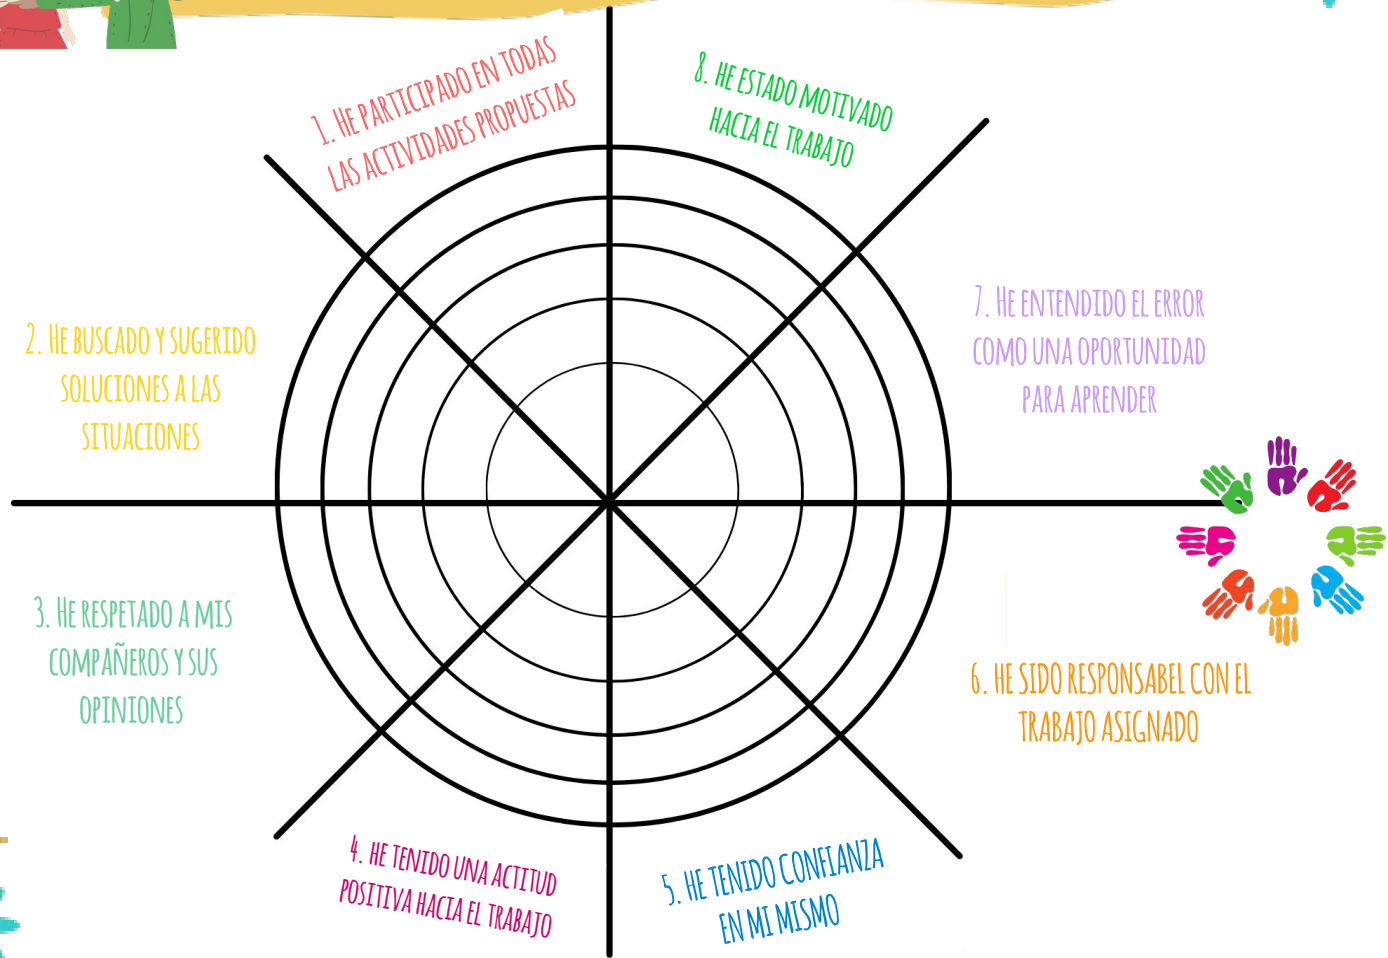 1. He participado en todas
las actividades propuestas
2. He buscado y sugerido
soluciones a las
situaciones
3. He respetado a mis
compañeros y sus
opiniones
4. he tenido una actitud
positiva hacia el trabajo
5. he tenido confianza
en mi mismo
6. he sido responsabel con el
trabajo asignado
7. He entendido el error
como una oportunidad
para aprender
8. he estado motivado
hacia el trabajo